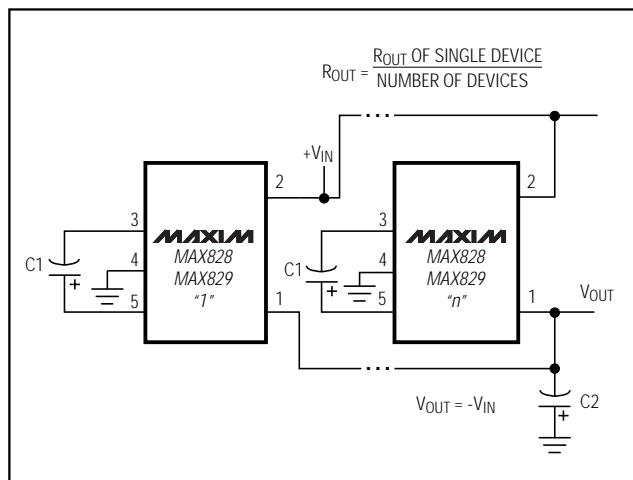 ROUT = ROUT OF SINGLE DEVICE
NUMBER OF DEVICES
+VIN
2
3
MAXIM
MAX828
MAX829
"1"
4
C1
+
5
1
2
3
MAXIM
MAX828
MAX829
"n"
4
C1
+
5
1
VOUT
VOUT = -VIN
C2
+